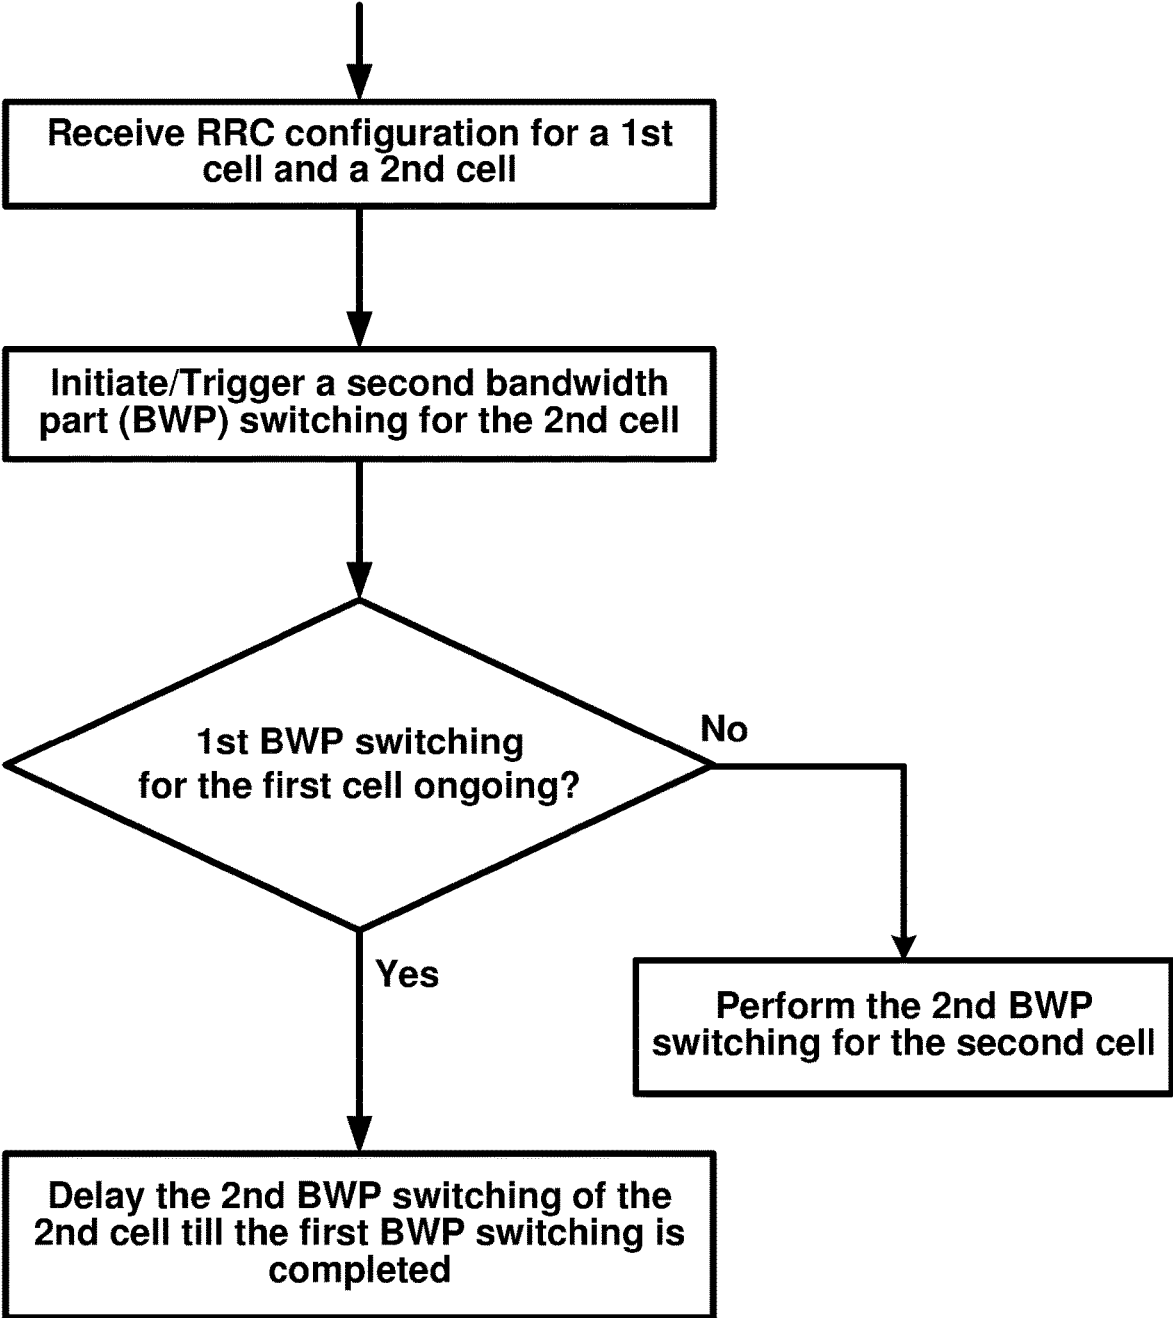 Receive RRC configuration for a 1st
cell and a 2nd cell
Initiate/Trigger a second bandwidth
part (BWP) switching for the 2nd cell
1st BWP switching
for the first cell ongoing?
No
Yes
Perform the 2nd BWP
switching for the second cell
Delay the 2nd BWP switching of the
2nd cell till the first BWP switching is
completed